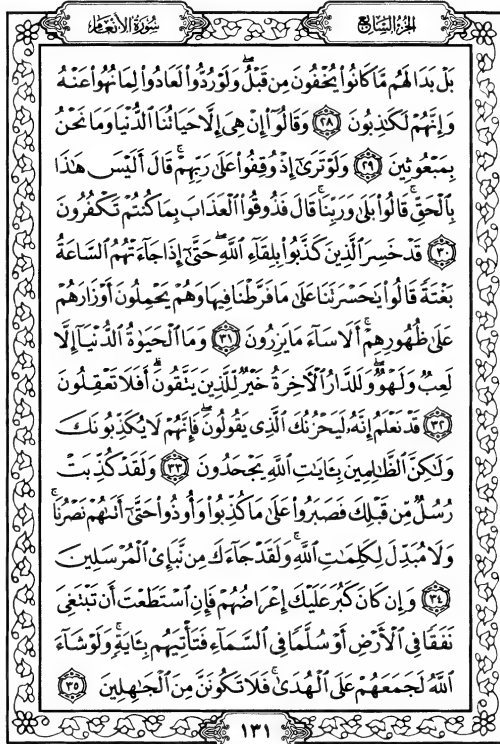 الجزء السابع
سورة الأنعام
بَلْ بَدَا لَهُم مَّا كَانُوا۟ يُخْفُونَ مِن قَبْلُ ۖ وَلَوْ رُدُّوا۟ لَعَادُوا۟ لِمَا نُهُوا۟ عَنْهُ
وَإِنَّهُمْ لَكَـٰذِبُونَ ٢٨ وَقَالُوٓا۟ إِنْ هِىَ إِلَّا حَيَاتُنَا ٱلدُّنْيَا وَمَا نَحْنُ
بِمَبْعُوثِينَ ٢٩ وَلَوْ تَرَىٰٓ إِذْ وُقِفُوا۟ عَلَىٰ رَبِّهِمْ ۚ قَالَ أَلَيْسَ هَـٰذَا
بِٱلْحَقِّ ۚ قَالُوا۟ بَلَىٰ وَرَبِّنَا ۚ قَالَ فَذُوقُوا۟ ٱلْعَذَابَ بِمَا كُنتُمْ تَكْفُرُونَ
٣٠ قَدْ خَسِرَ ٱلَّذِينَ كَذَّبُوا۟ بِلِقَآءِ ٱللَّهِ ۖ حَتَّىٰٓ إِذَا جَآءَتْهُمُ ٱلسَّاعَةُ
بَغْتَةً قَالُوا۟ يَـٰحَسْرَتَنَا عَلَىٰ مَا فَرَّطْنَا فِيهَا وَهُمْ يَحْمِلُونَ أَوْزَارَهُمْ
عَلَىٰ ظُهُورِهِمْ ۚ أَلَا سَآءَ مَا يَزِرُونَ ٣١ وَمَا ٱلْحَيَوٰةُ ٱلدُّنْيَآ إِلَّا
لَعِبٌ وَلَهْوٌ ۖ وَلَلدَّارُ ٱلْـَٔاخِرَةُ خَيْرٌ لِّلَّذِينَ يَتَّقُونَ ۗ أَفَلَا تَعْقِلُونَ
٣٢ قَدْ نَعْلَمُ إِنَّهُۥ لَيَحْزُنُكَ ٱلَّذِى يَقُولُونَ ۖ فَإِنَّهُمْ لَا يُكَذِّبُونَكَ
وَلَـٰكِنَّ ٱلظَّـٰلِمِينَ بِـَٔايَـٰتِ ٱللَّهِ يَجْحَدُونَ ٣٣ وَلَقَدْ كُذِّبَتْ
رُسُلٌ مِّن قَبْلِكَ فَصَبَرُوا۟ عَلَىٰ مَا كُذِّبُوا۟ وَأُوذُوا۟ حَتَّىٰٓ أَتَىٰهُمْ نَصْرُنَا ۚ
وَلَا مُبَدِّلَ لِكَلِمَـٰتِ ٱللَّهِ ۚ وَلَقَدْ جَآءَكَ مِن نَّبَإِى۟ ٱلْمُرْسَلِينَ
٣٤ وَإِن كَانَ كَبُرَ عَلَيْكَ إِعْرَاضُهُمْ فَإِنِ ٱسْتَطَعْتَ أَن تَبْتَغِىَ
نَفَقًا فِى ٱلْأَرْضِ أَوْ سُلَّمًا فِى ٱلسَّمَآءِ فَتَأْتِيَهُم بِـَٔايَةٍ ۚ وَلَوْ شَآءَ
ٱللَّهُ لَجَمَعَهُمْ عَلَى ٱلْهُدَىٰ ۚ فَلَا تَكُونَنَّ مِنَ ٱلْجَـٰهِلِينَ ٣٥
١٣١